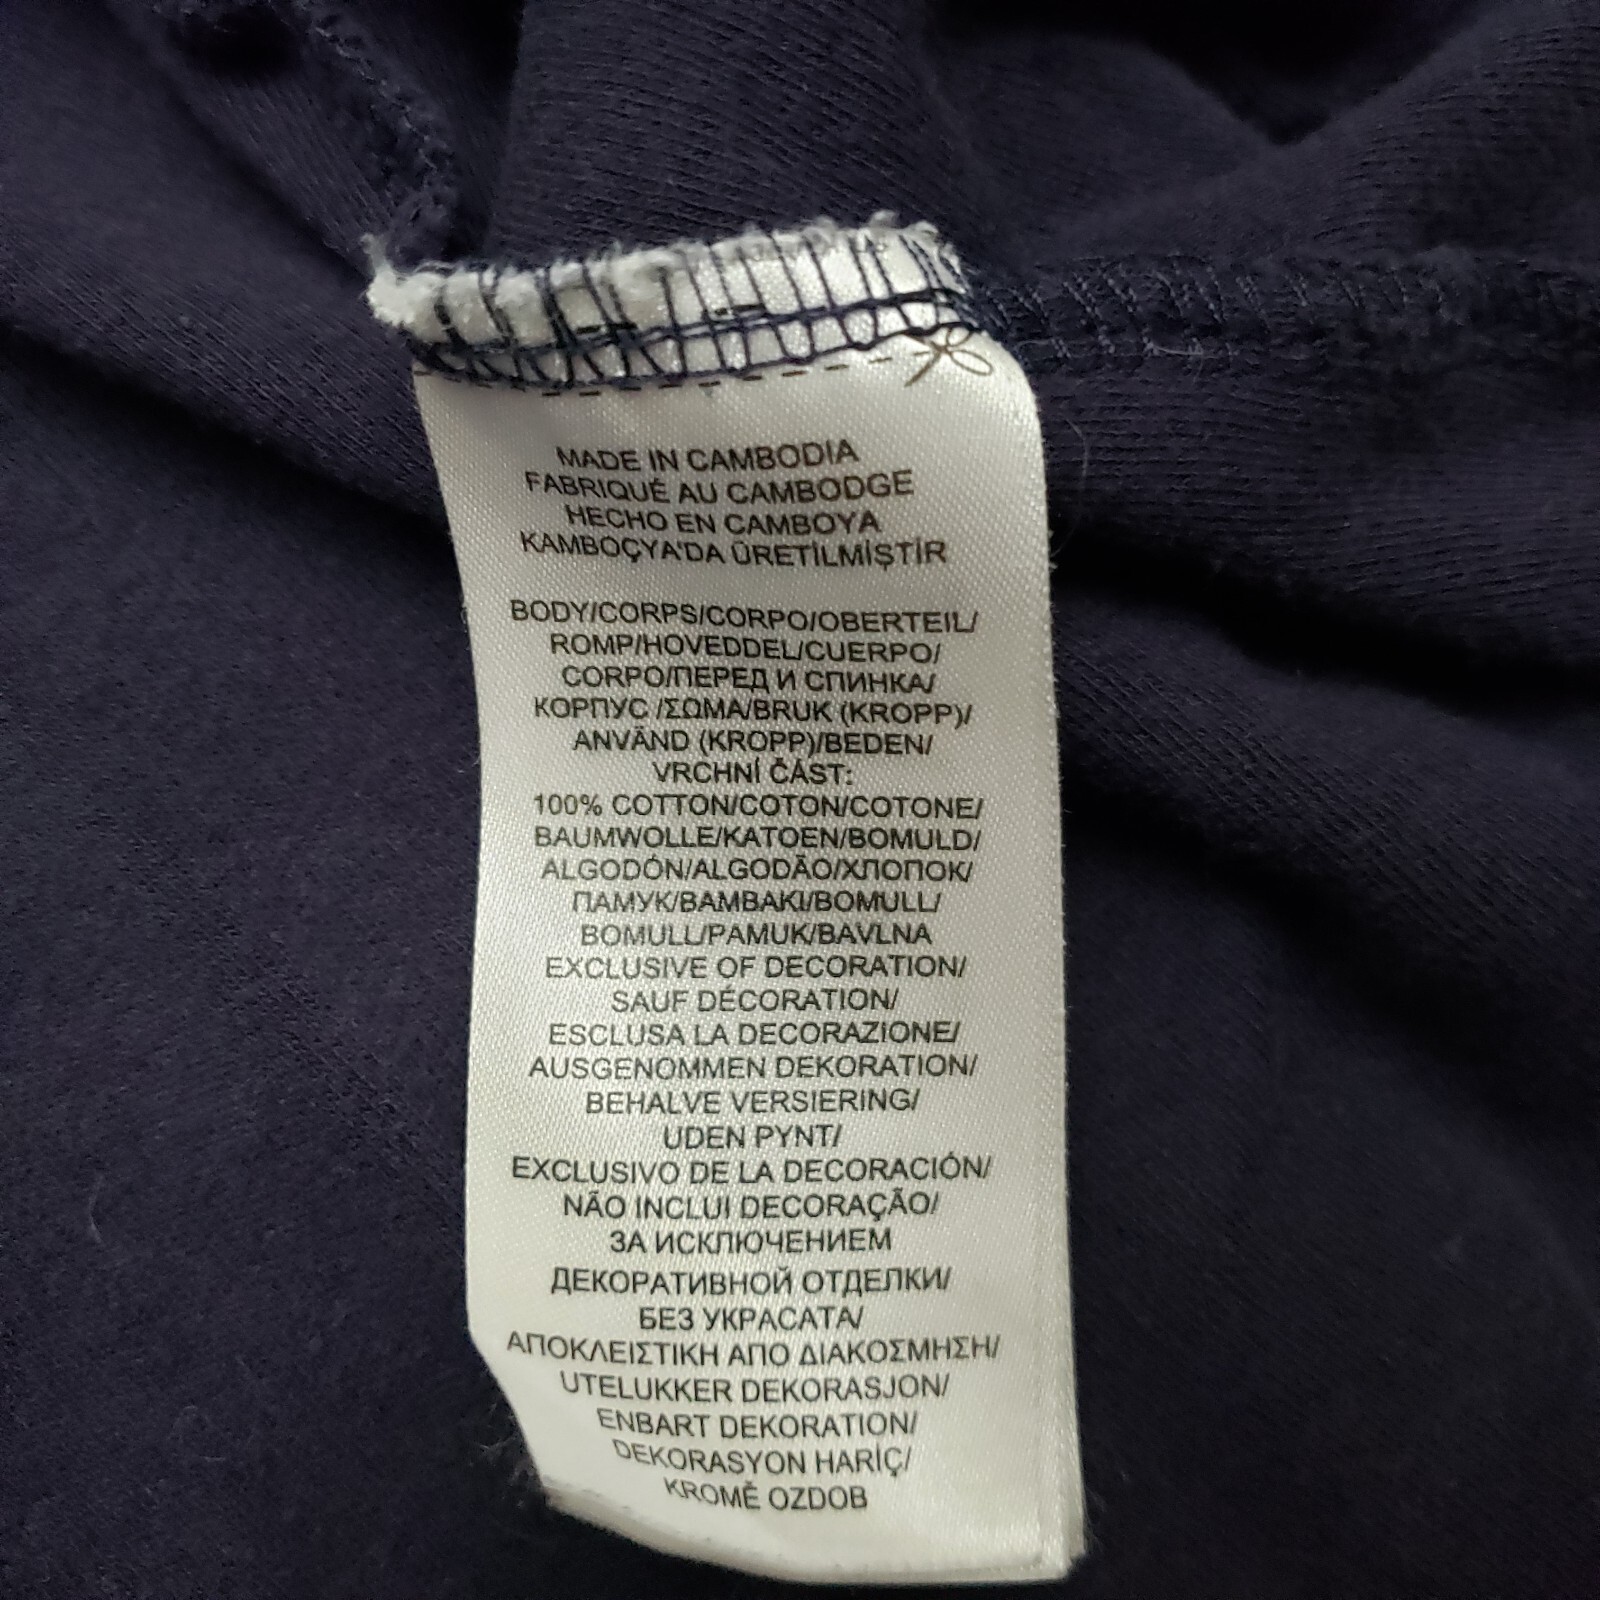 MADE IN CAMBODIA
FABRIQUÉ AU CAMBODGE
HECHO EN CAMBOYA
KAMBOÇYA'DA ÜRETİLMİŞTİR
BODY/CORPS/CORPO/OBERTEIL/
ROMP/HOVEDDEL/CUERPO/
CORPO/ПЕРЕД И СПИНКА/
КОРПУС /ΣΩΜΑ/BRUK (KROPP)/
ANVÄND (KROPP)/BEDEN/
VRCHNÍ ČÁST:
100% COTTON/COTON/COTONE/
BAUMWOLLE/KATOEN/BOMULD/
ALGODÓN/ALGODÃO/ХЛОПОК/
ПАМУК/BAMBAKI/BOMULL/
BOMULL/PAMUK/BAVLNA
EXCLUSIVE OF DECORATION/
SAUF DÉCORATION/
ESCLUSA LA DECORAZIONE/
AUSGENOMMEN DEKORATION/
BEHALVE VERSIERING/
UDEN PYNT/
EXCLUSIVO DE LA DECORACIÓN/
NÃO INCLUI DECORAÇÃO/
ЗА ИСКЛЮЧЕНИЕМ
ДЕКОРАТИВНОЙ ОТДЕЛКИ/
БЕЗ УКРАСАТА/
ΑΠΟΚΛΕΙΣΤΙΚΗ ΑΠΟ ΔΙΑΚΟΣΜΗΣΗ/
UTELUKKER DEKORASJON/
ENBART DEKORATION/
DEKORASYON HARİÇ/
KROMĚ OZDOB